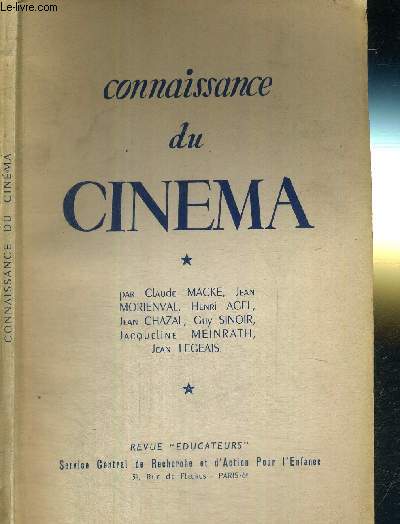 www.le-livre.com
CONNAISSANCE DU CINÉMA
connaissance
du
CINEMA
PAR CLAUDE MACKE, JEAN
MORIENVAL, HENRI AGEL,
JEAN CHAZAL, GUY SINOIR,
JACQUELINE MEINRATH,
JEAN LEGEAIS.
REVUE "EDUCATEURS"
Service Central de Recherche et d'Action Pour l'Enfance
Rue de Fleurus - PARIS-6e